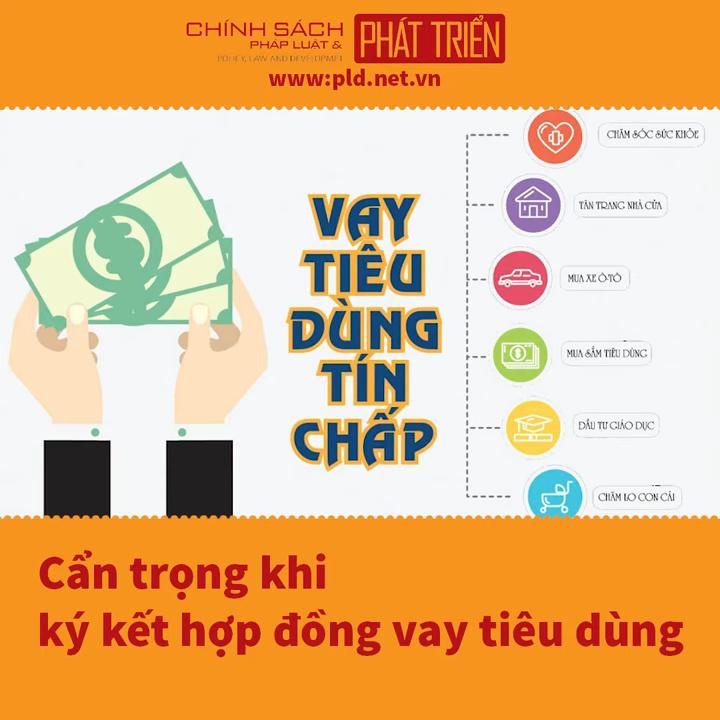 CHÍNH SÁCH
PHÁP LUẬT &
PHÁT TRIỂN
POLICY, LAW AND DEVELOPMET
www.pld.net.vn
VAY
TIÊU
DÙNG
TÍN
CHẤP
CHĂM SÓC SỨC KHỎE
TÂN TRANG NHÀ CỬA
MUA XE Ô-TÔ
MUA SẮM TIÊU DÙNG
ĐẦU TƯ GIÁO DỤC
CHĂM LO CON CÁI
Cẩn trọng khi
ký kết hợp đồng vay tiêu dùng